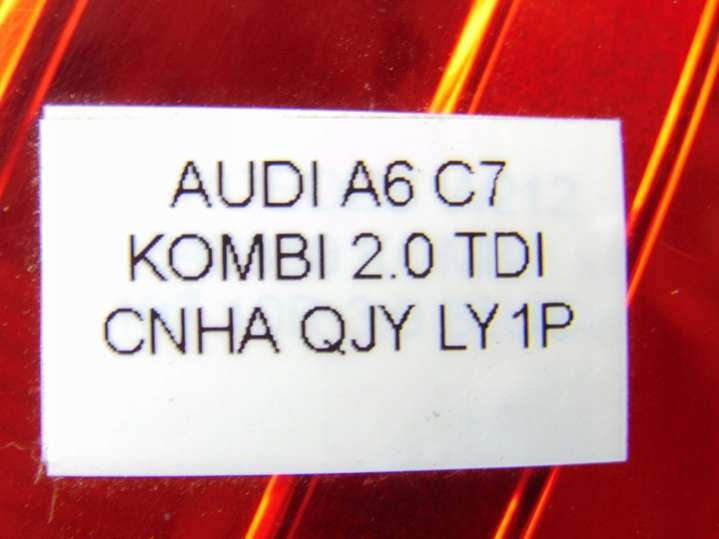 AUDI A6 C7
KOMBI 2.0 TDI
CNHA QJY LY1P